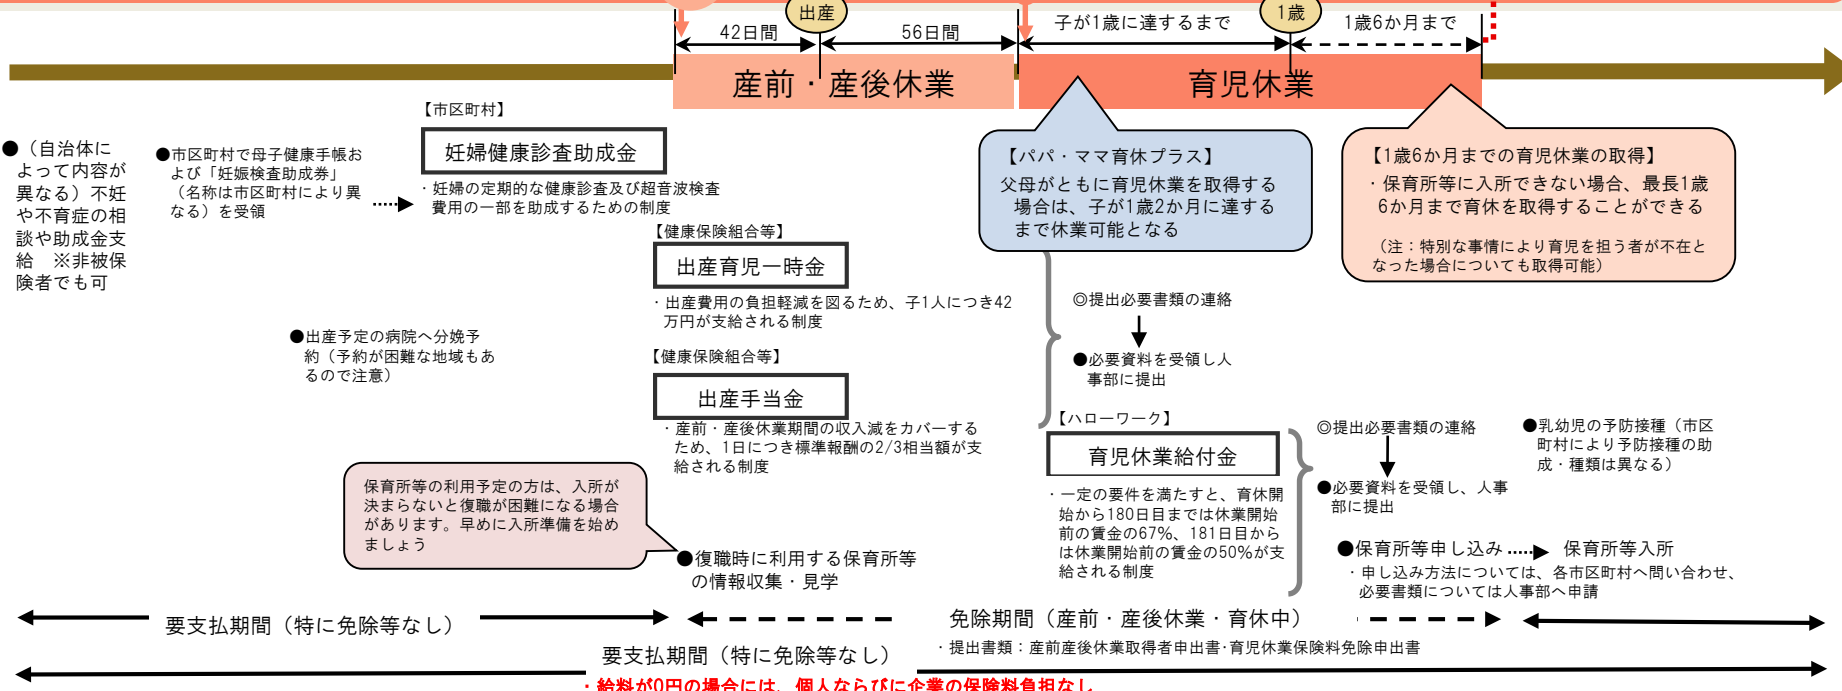 出産
1歳
42日間
56日間
子が1歳に達するまで
1歳6か月まで
産前・産後休業
育児休業
【市区町村】
妊婦健康診査助成金
・妊婦の定期的な健康診査及び超音波検査
費用の一部を助成するための制度
●（自治体に
よって内容が
異なる）不妊
や不育症の相
談や助成金支
給　※非被保
険者でも可
●市区町村で母子健康手帳お
よび「妊娠検査助成券」
（名称は市区町村により異
なる）を受領
【パパ・ママ育休プラス】
父母がともに育児休業を取得する
場合は、子が1歳2か月に達する
まで休業可能となる
【1歳6か月までの育児休業の取得】
・保育所等に入所できない場合、最長1歳
6か月まで育休を取得することができる
（注：特別な事情により育児を担う者が不在と
なった場合についても取得可能）
【健康保険組合等】
出産育児一時金
・出産費用の負担軽減を図るため、子1人につき42
万円が支給される制度
◎提出必要書類の連絡
●必要資料を受領し人
事部に提出
●出産予定の病院へ分娩予
約（予約が困難な地域もあ
るので注意）
【健康保険組合等】
出産手当金
・産前・産後休業期間の収入減をカバーする
ため、1日につき標準報酬の2/3相当額が支
給される制度
【ハローワーク】
育児休業給付金
・一定の要件を満たすと、育休開
始から180日目までは休業開始
前の賃金の67%、181日目から
は休業開始前の賃金の50%が支
給される制度
◎提出必要書類の連絡
●必要資料を受領し、人事
部に提出
●乳幼児の予防接種（市区
町村により予防接種の助
成・種類は異なる）
保育所等の利用予定の方は、入所が
決まらないと復職が困難になる場合
があります。早めに入所準備を始め
ましょう
●復職時に利用する保育所等
の情報収集・見学
●保育所等申し込み
保育所等入所
・申し込み方法については、各市区町村へ問い合わせ、
必要書類については人事部へ申請
要支払期間（特に免除等なし）
免除期間（産前・産後休業・育休中）
・提出書類：産前産後休業取得者申出書・育児休業保険料免除申出書
要支払期間（特に免除等なし）
・給料が0円の場合には、個人ならびに企業の保険料負担なし